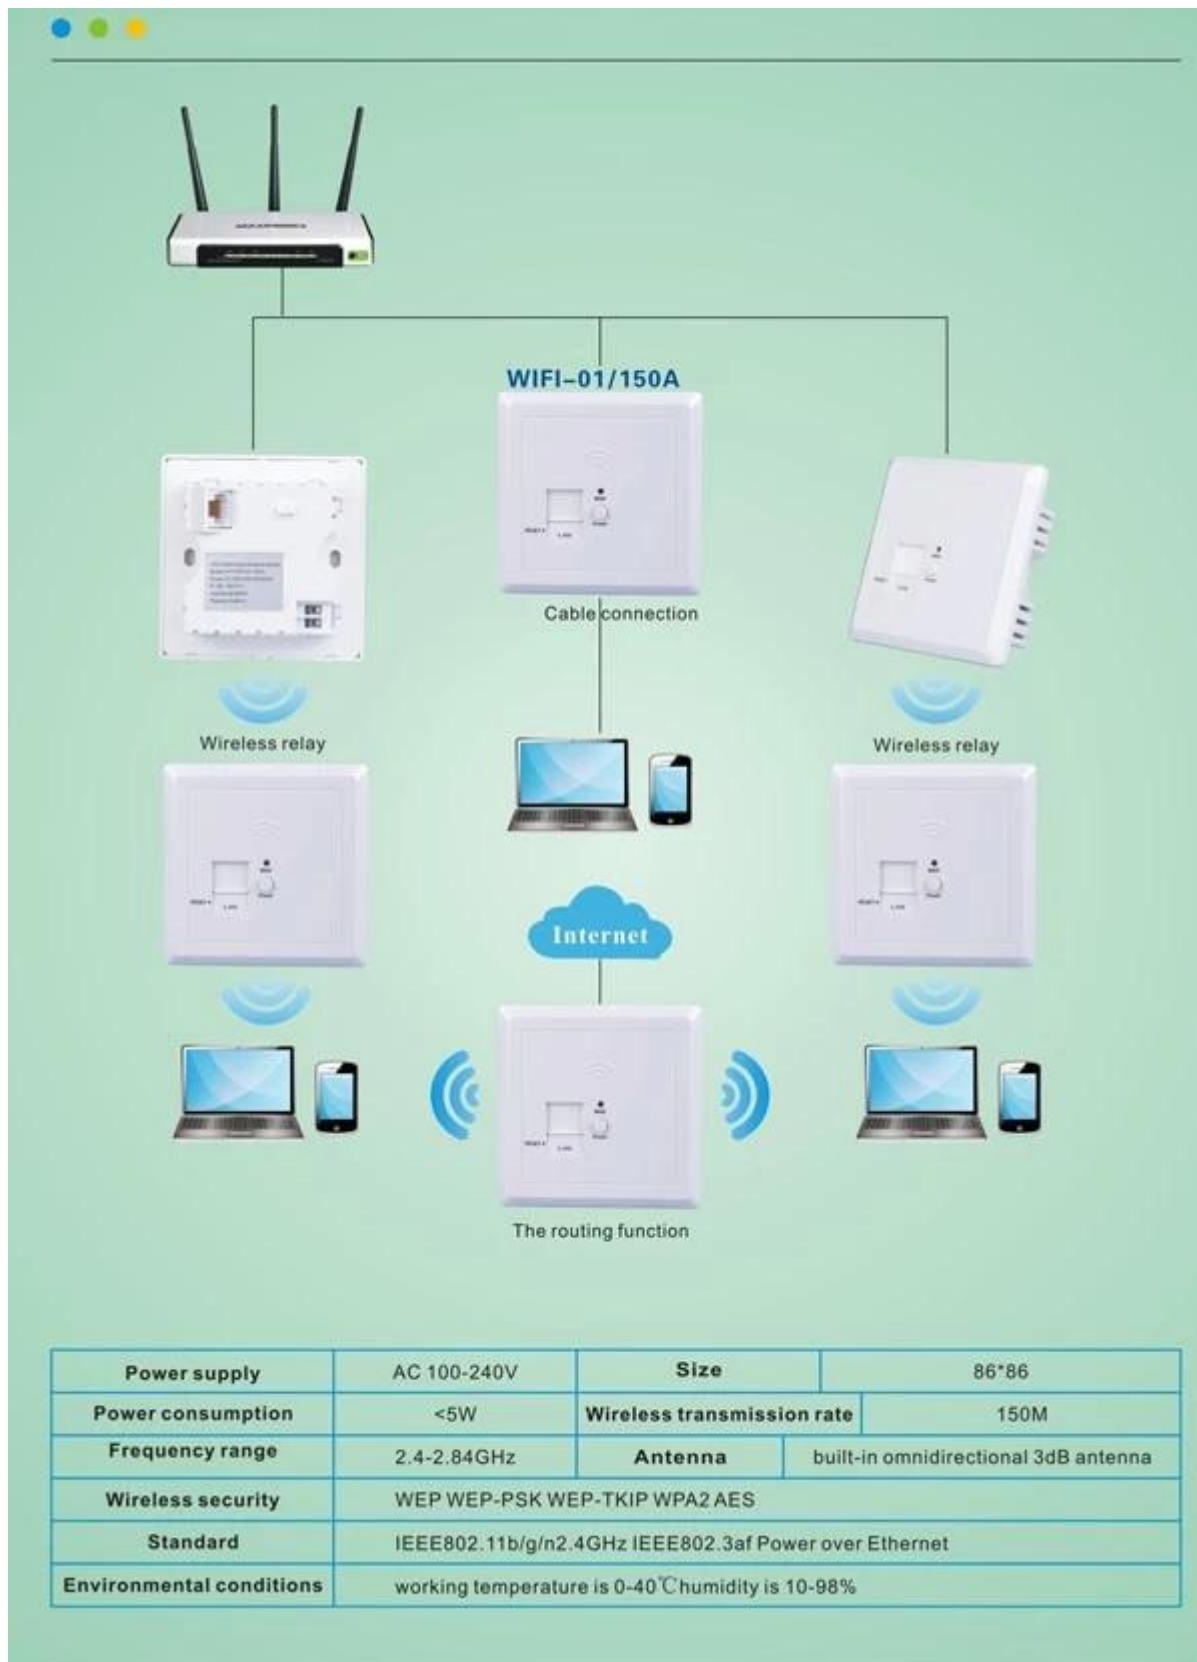 WIFI-01/150A
Cable connection
Wireless relay
Wireless relay
Internet
The routing function
Power supply AC 100-240V Size 86*86
Power consumption <5W Wireless transmission rate 150M
Frequency range 2.4-2.84GHz Antenna built-in omnidirectional 3dB antenna
Wireless security WEP WEP-PSK WEP-TKIP WPA2 AES
Standard IEEE802.11b/g/n2.4GHz IEEE802.3af Power over Ethernet
Environmental conditions working temperature is 0-40℃humidity is 10-98%